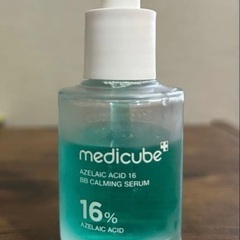 medicube
AZELAIC ACID 16
BB CALMING SERUM
16%
AZELAIC ACID